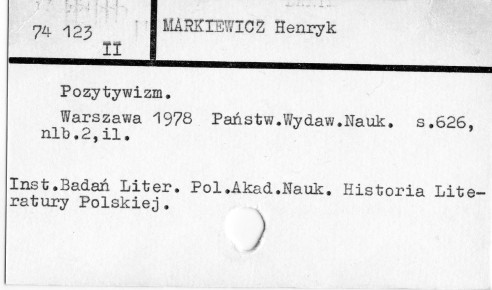 74 123
II
MARKIEWICZ Henryk
Pozytywizm.
Warszawa 1978 Państw.Wydaw.Nauk. s.626,
nlb.2,il.
Inst.Badań Liter. Pol.Akad.Nauk. Historia Lite-
ratury Polskiej.